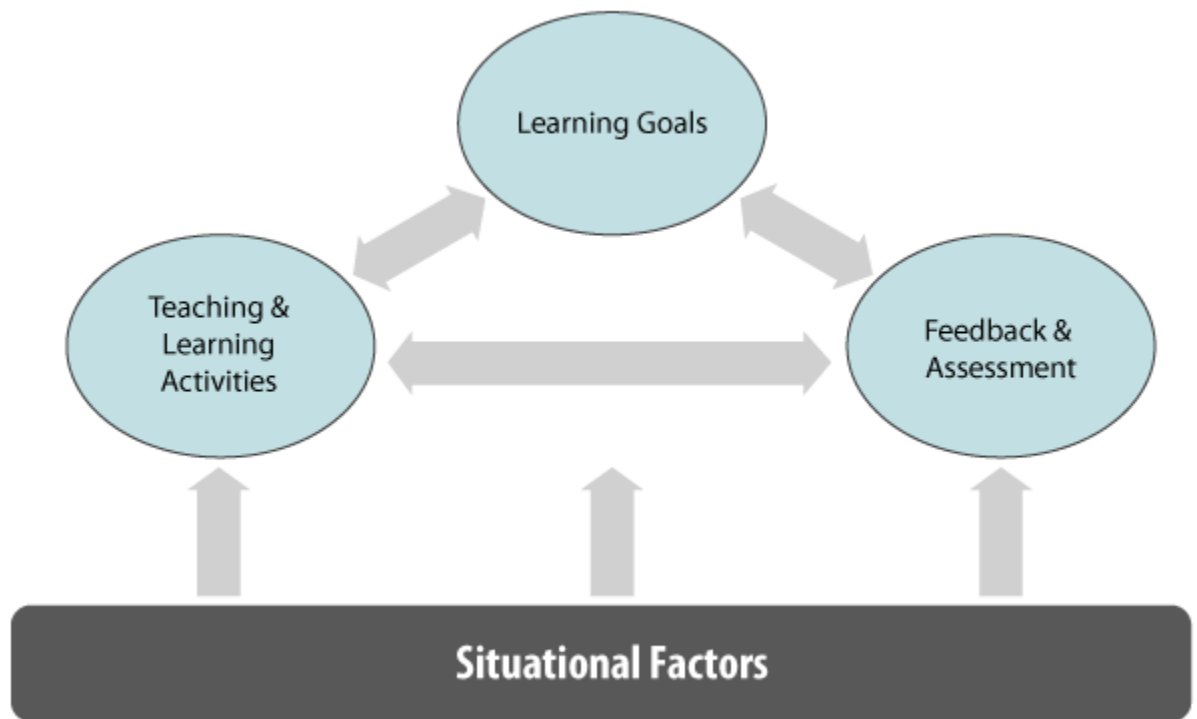 Learning Goals
Teaching &
Learning
Activities
Feedback &
Assessment
Situational Factors